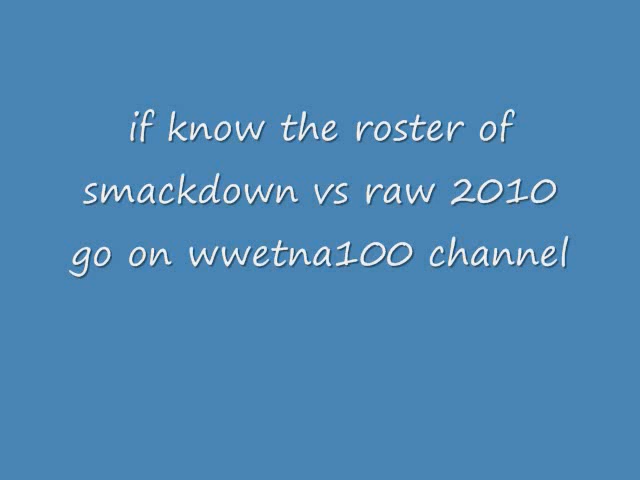 if know the roster of
smackdown vs raw 2010
go on wwetna100 channel